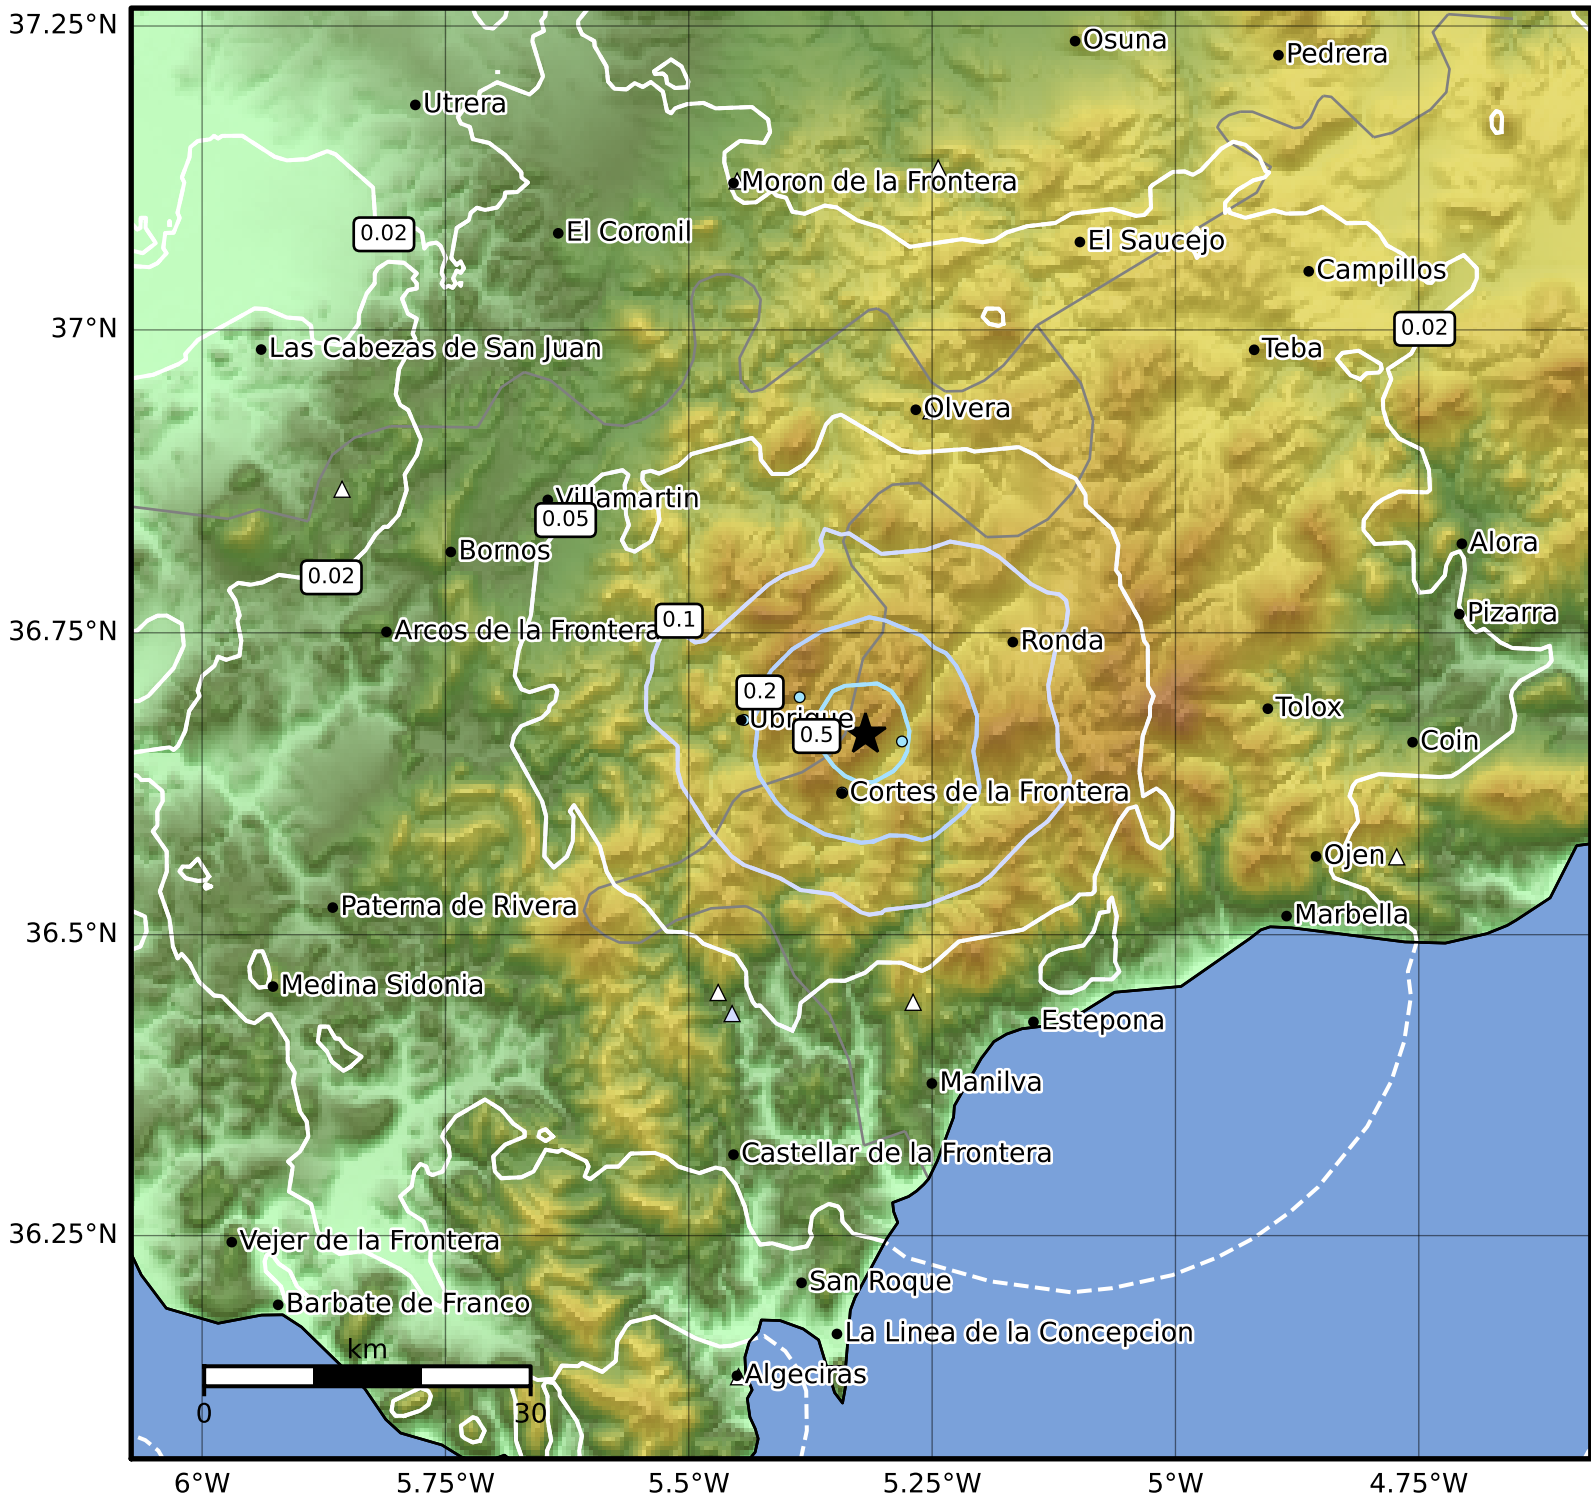 37.25°N
Osuna
Pedrera
Utrera
Moron de la Frontera
0.02
El Coronil
El Saucejo
Campillos
37°N
0.02
Las Cabezas de San Juan
Teba
Olvera
Villamartin
0.05
Bornos
Alora
0.02
Pizarra
0.1
36.75°N
Arcos de la Frontera
Ronda
0.2
Ubrique
Tolox
0.5
Coin
Cortes de la Frontera
Ojen
Paterna de Rivera
Marbella
36.5°N
Medina Sidonia
Estepona
Manilva
Castellar de la Frontera
36.25°N
Vejer de la Frontera
San Roque
Barbate de Franco
La Linea de la Concepcion
km
Algeciras
0
30
6°W
5.75°W
5.5°W
5.25°W
5°W
4.75°W